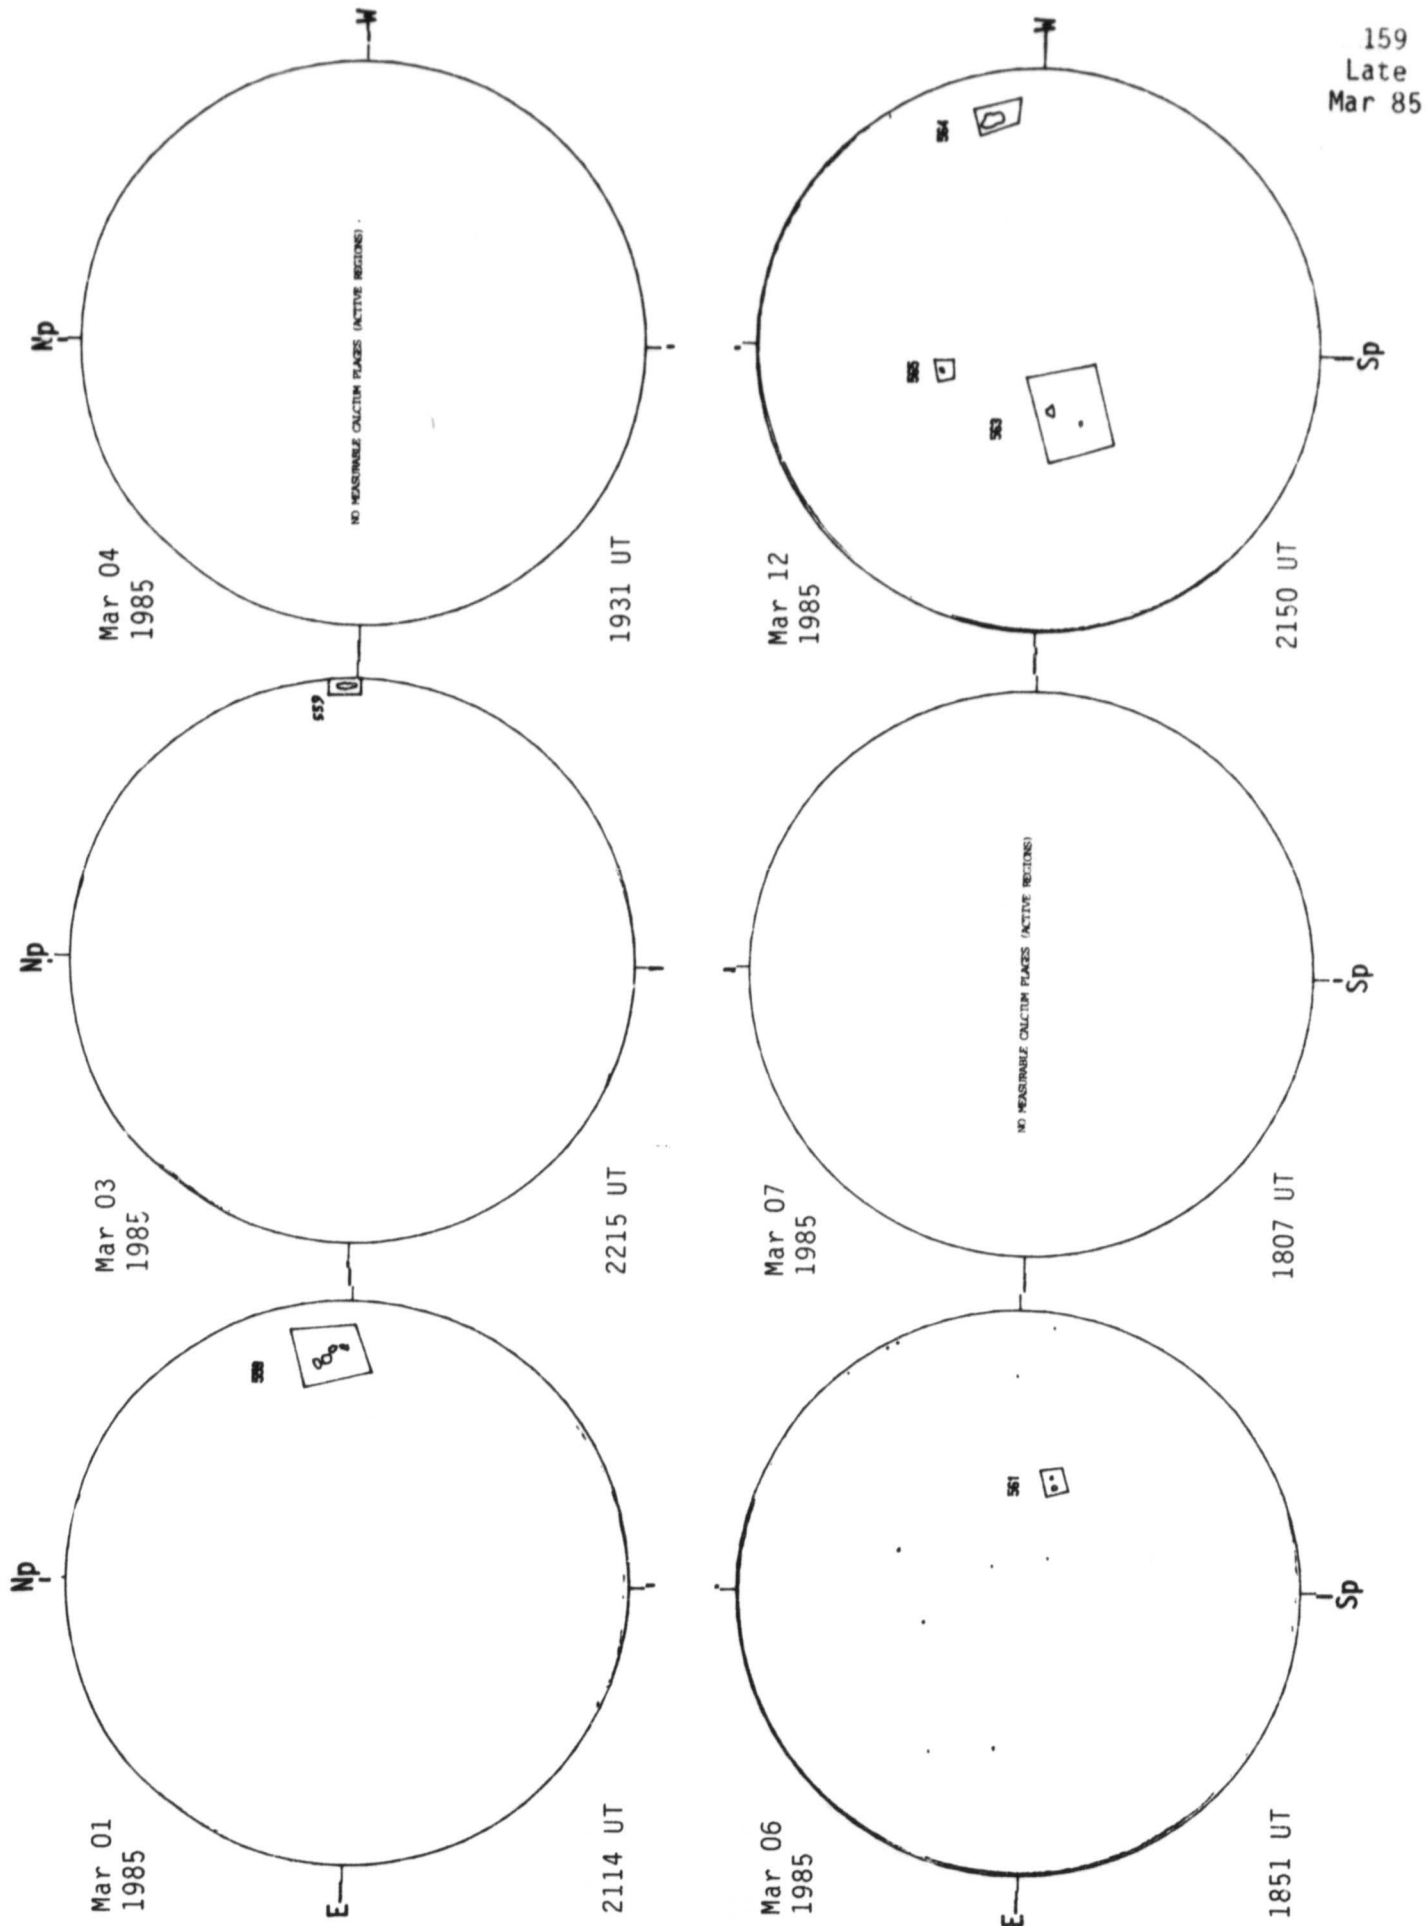 159
Late
Mar 85
Np
Np
Np
Mar 01
1985
Mar 03
1985
Mar 04
1985
559
NO MEASURABLE CALCIUM PLAGES (ACTIVE REGIONS)
E
W
2114 UT
2215 UT
1931 UT
Mar 06
1985
Mar 07
1985
Mar 12
1985
561
NO MEASURABLE CALCIUM PLAGES (ACTIVE REGIONS)
564
565
563
E
W
1851 UT
1807 UT
2150 UT
Sp
Sp
Sp